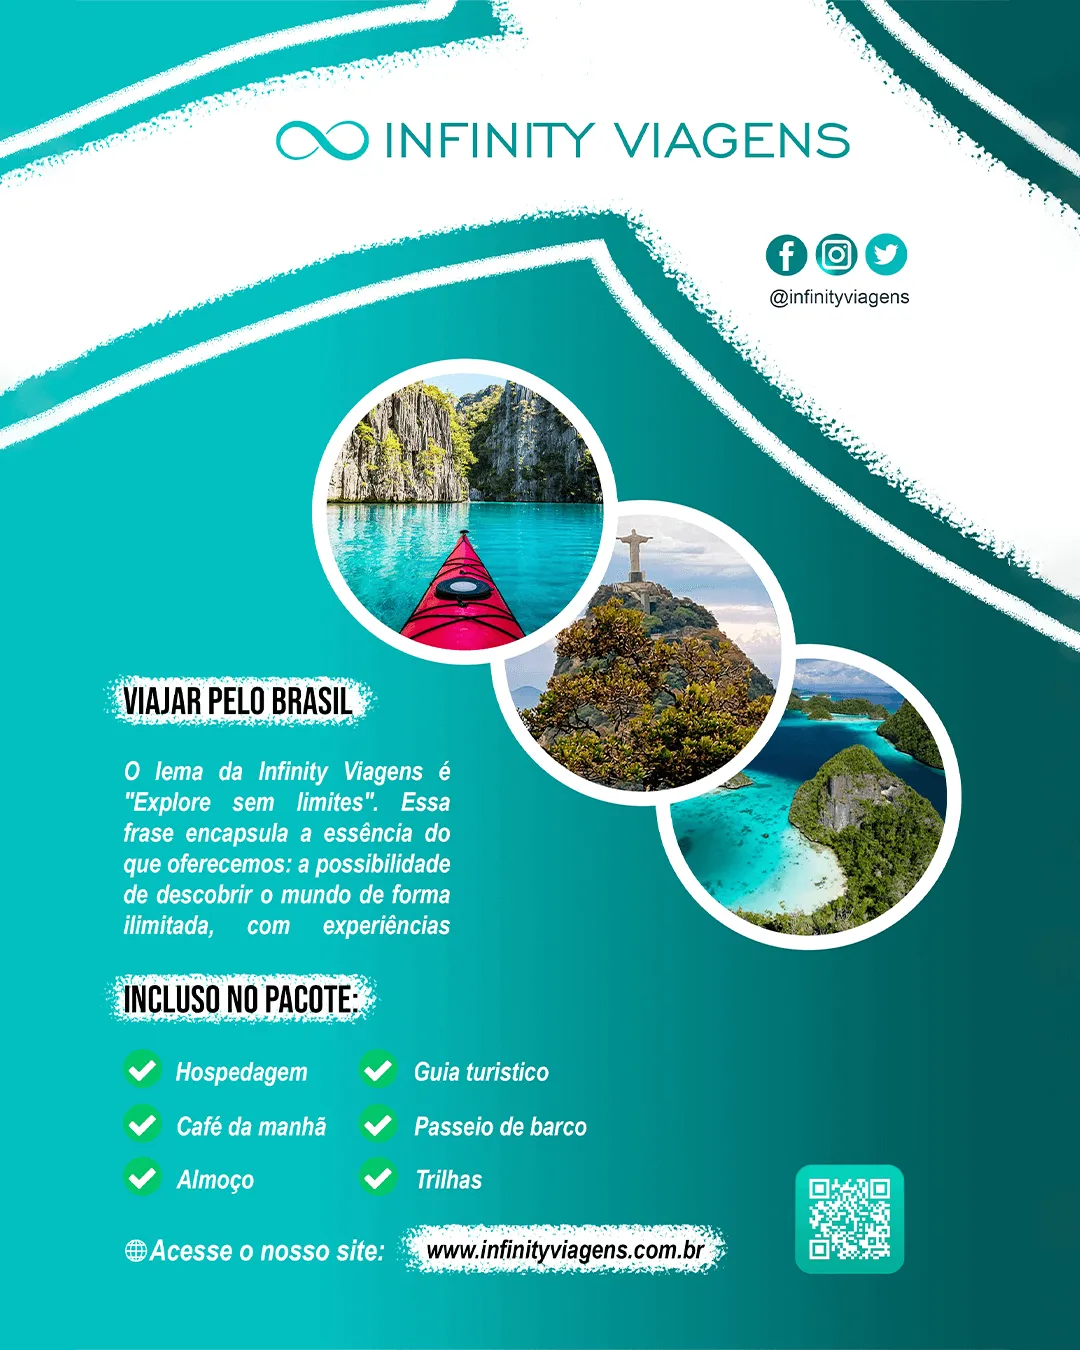 INFINITY VIAGENS
@infinityviagens
VIAJAR PELO BRASIL
O lema da Infinity Viagens é
"Explore sem limites". Essa
frase encapsula a essência do
que oferecemos: a possibilidade
de descobrir o mundo de forma
ilimitada, com experiências
INCLUSO NO PACOTE:
Hospedagem
Guia turistico
Café da manhã
Passeio de barco
Almoço
Trilhas
Acesse o nosso site: www.infinityviagens.com.br